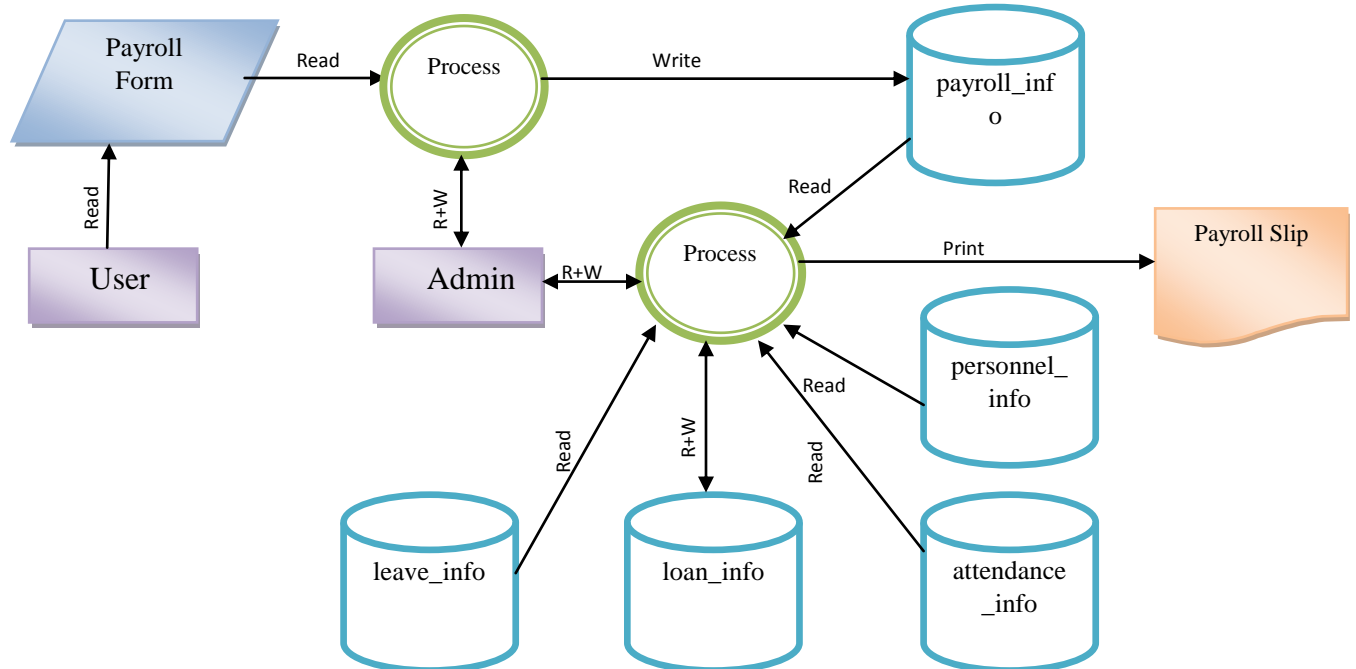 Payroll
Form
Read
Process
Write
payroll_inf
o
Read
R+W
Read
User
Admin
R+W
Process
Print
Payroll Slip
personnel_
info
Read
Read
R+W
Read
leave_info
loan_info
attendance
_info